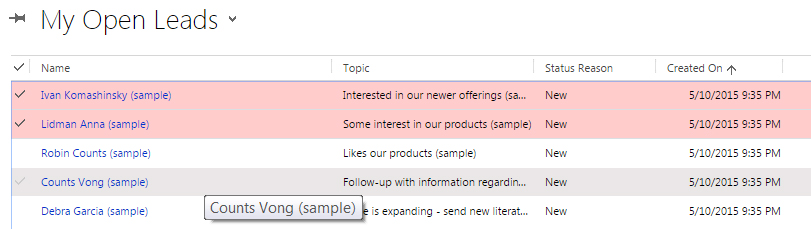 My Open Leads
Name Topic Status Reason Created On
Ivan Komashinsky (sample) Interested in our newer offerings (sa... New 5/10/2015 9:35 PM
Lidman Anna (sample) Some interest in our products (sample) New 5/10/2015 9:35 PM
Robin Counts (sample) Likes our products (sample) New 5/10/2015 9:35 PM
Counts Vong (sample) Follow-up with information regardin... New 5/10/2015 9:35 PM
Counts Vong (sample)
Debra Garcia (sample) e is expanding - send new literat... New 5/10/2015 9:35 PM